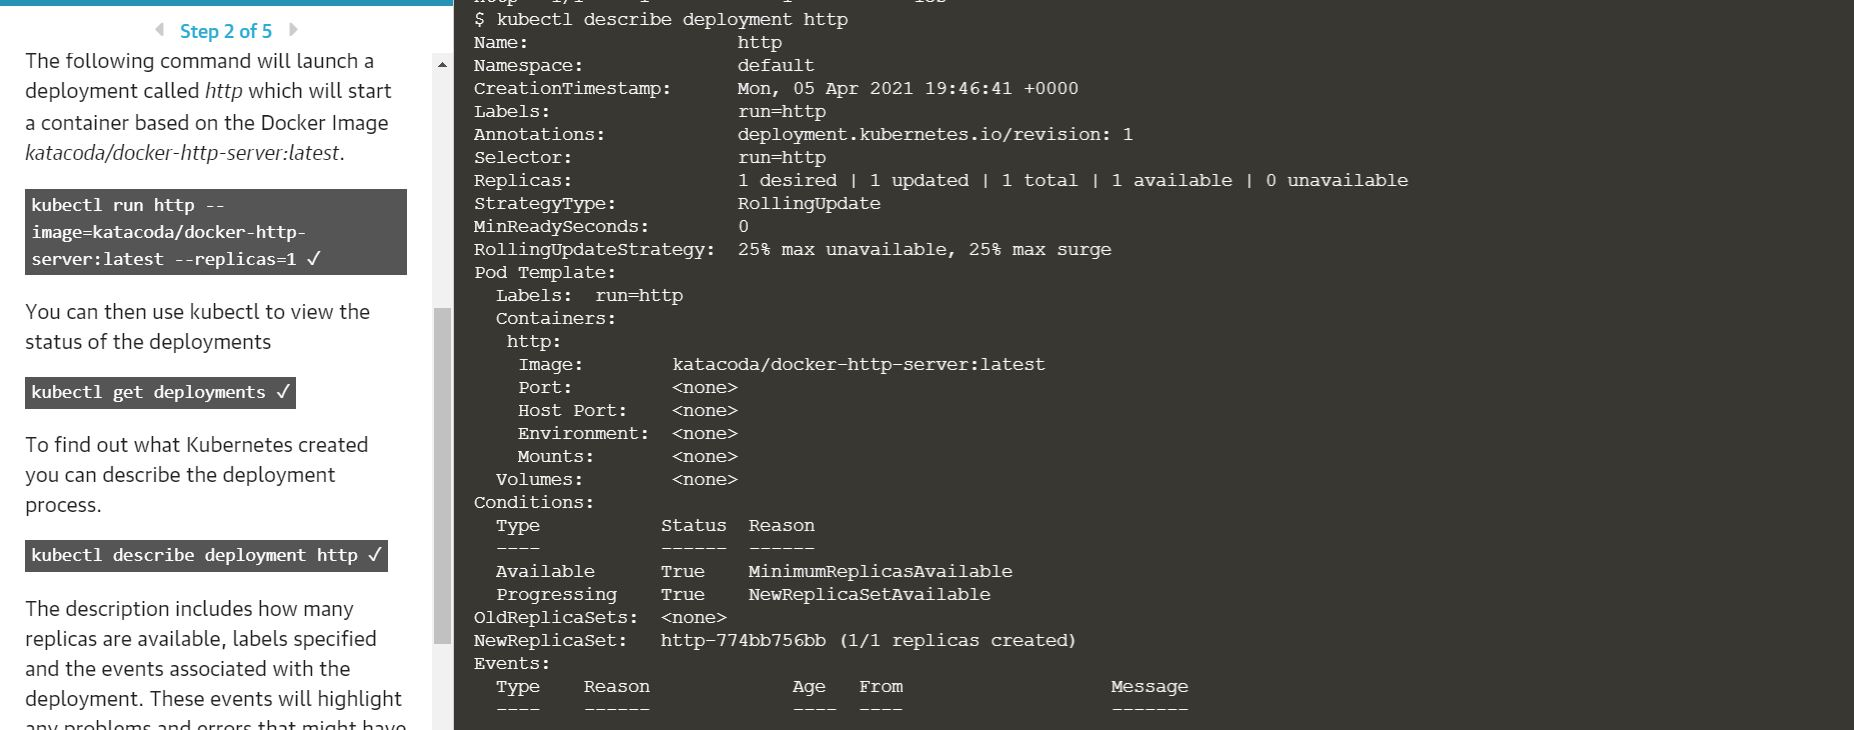 Step 2 of 5
The following command will launch a
deployment called http which will start
a container based on the Docker Image
katacoda/docker-http-server:latest.
kubectl run http --
image=katacoda/docker-http-
server:latest --replicas=1 ✓
You can then use kubectl to view the
status of the deployments
kubectl get deployments ✓
To find out what Kubernetes created
you can describe the deployment
process.
kubectl describe deployment http ✓
The description includes how many
replicas are available, labels specified
and the events associated with the
deployment. These events will highlight
any problems and errors that might have
$ kubectl describe deployment http
Name: http
Namespace: default
CreationTimestamp: Mon, 05 Apr 2021 19:46:41 +0000
Labels: run=http
Annotations: deployment.kubernetes.io/revision: 1
Selector: run=http
Replicas: 1 desired | 1 updated | 1 total | 1 available | 0 unavailable
StrategyType: RollingUpdate
MinReadySeconds: 0
RollingUpdateStrategy: 25% max unavailable, 25% max surge
Pod Template:
Labels: run=http
Containers:
http:
Image: katacoda/docker-http-server:latest
Port: <none>
Host Port: <none>
Environment: <none>
Mounts: <none>
Volumes: <none>
Conditions:
Type Status Reason
---- ------ ------
Available True MinimumReplicasAvailable
Progressing True NewReplicaSetAvailable
OldReplicaSets: <none>
NewReplicaSet: http-774bb756bb (1/1 replicas created)
Events:
Type Reason Age From Message
---- ------ ---- ---- -------